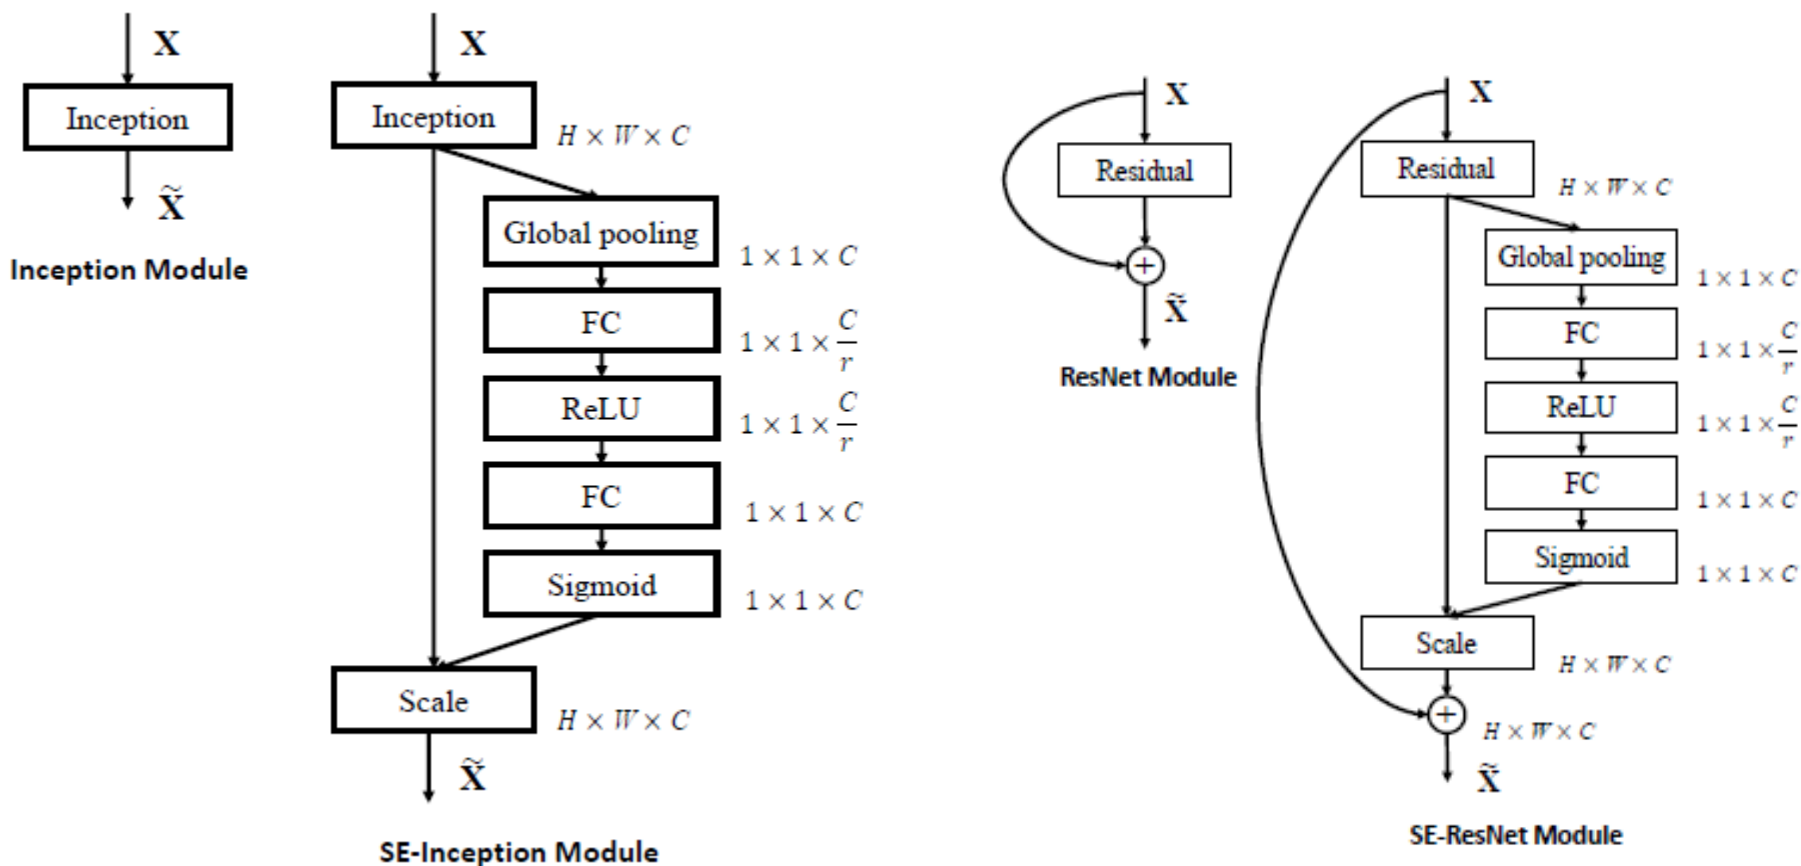 X
Inception
X̃
Inception Module
X
Inception
H × W × C
Global pooling
1 × 1 × C
FC
1 × 1 × C/r
ReLU
1 × 1 × C/r
FC
1 × 1 × C
Sigmoid
1 × 1 × C
Scale
H × W × C
X̃
SE-Inception Module
X
Residual
+
X̃
ResNet Module
X
Residual
H × W × C
Global pooling
1 × 1 × C
FC
1 × 1 × C/r
ReLU
1 × 1 × C/r
FC
1 × 1 × C
Sigmoid
1 × 1 × C
Scale
H × W × C
+
H × W × C
X̃
SE-ResNet Module